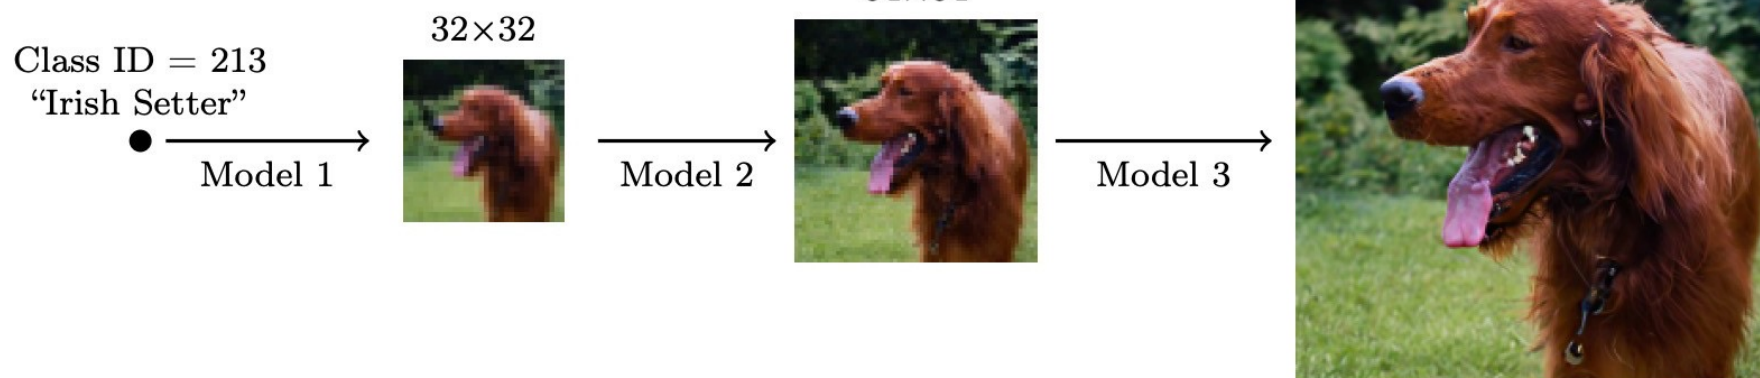 32×32
Class ID = 213
“Irish Setter”
Model 1
Model 2
Model 3